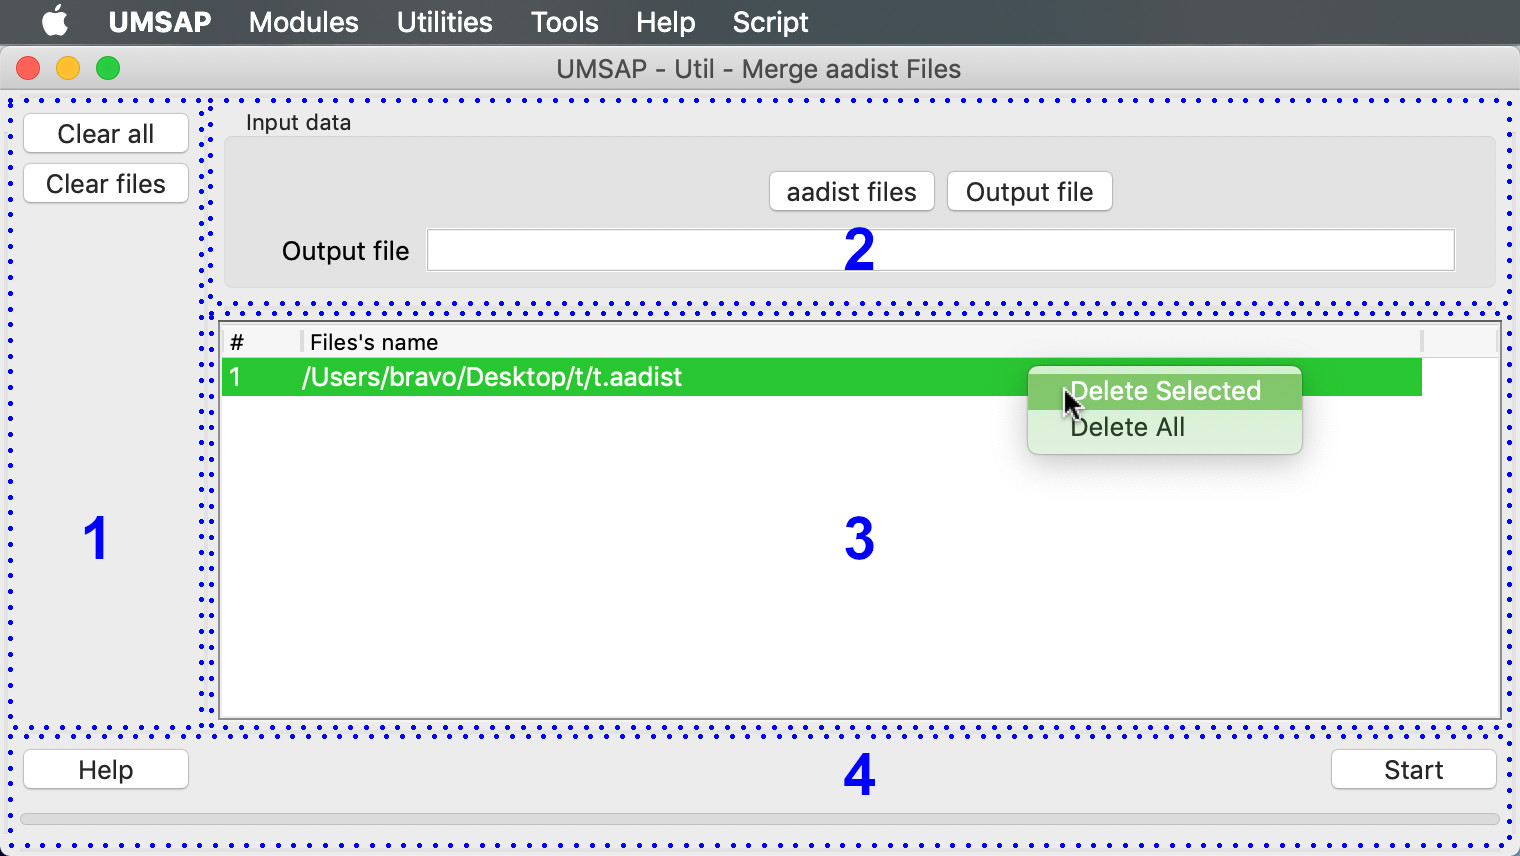 UMSAP Modules Utilities Tools Help Script
UMSAP - Util - Merge aadist Files
Clear all
Clear files
Input data
aadist files Output file
Output file
2
# Files's name
1 /Users/bravo/Desktop/t/t.aadist
Delete Selected
Delete All
1
3
Help
4
Start